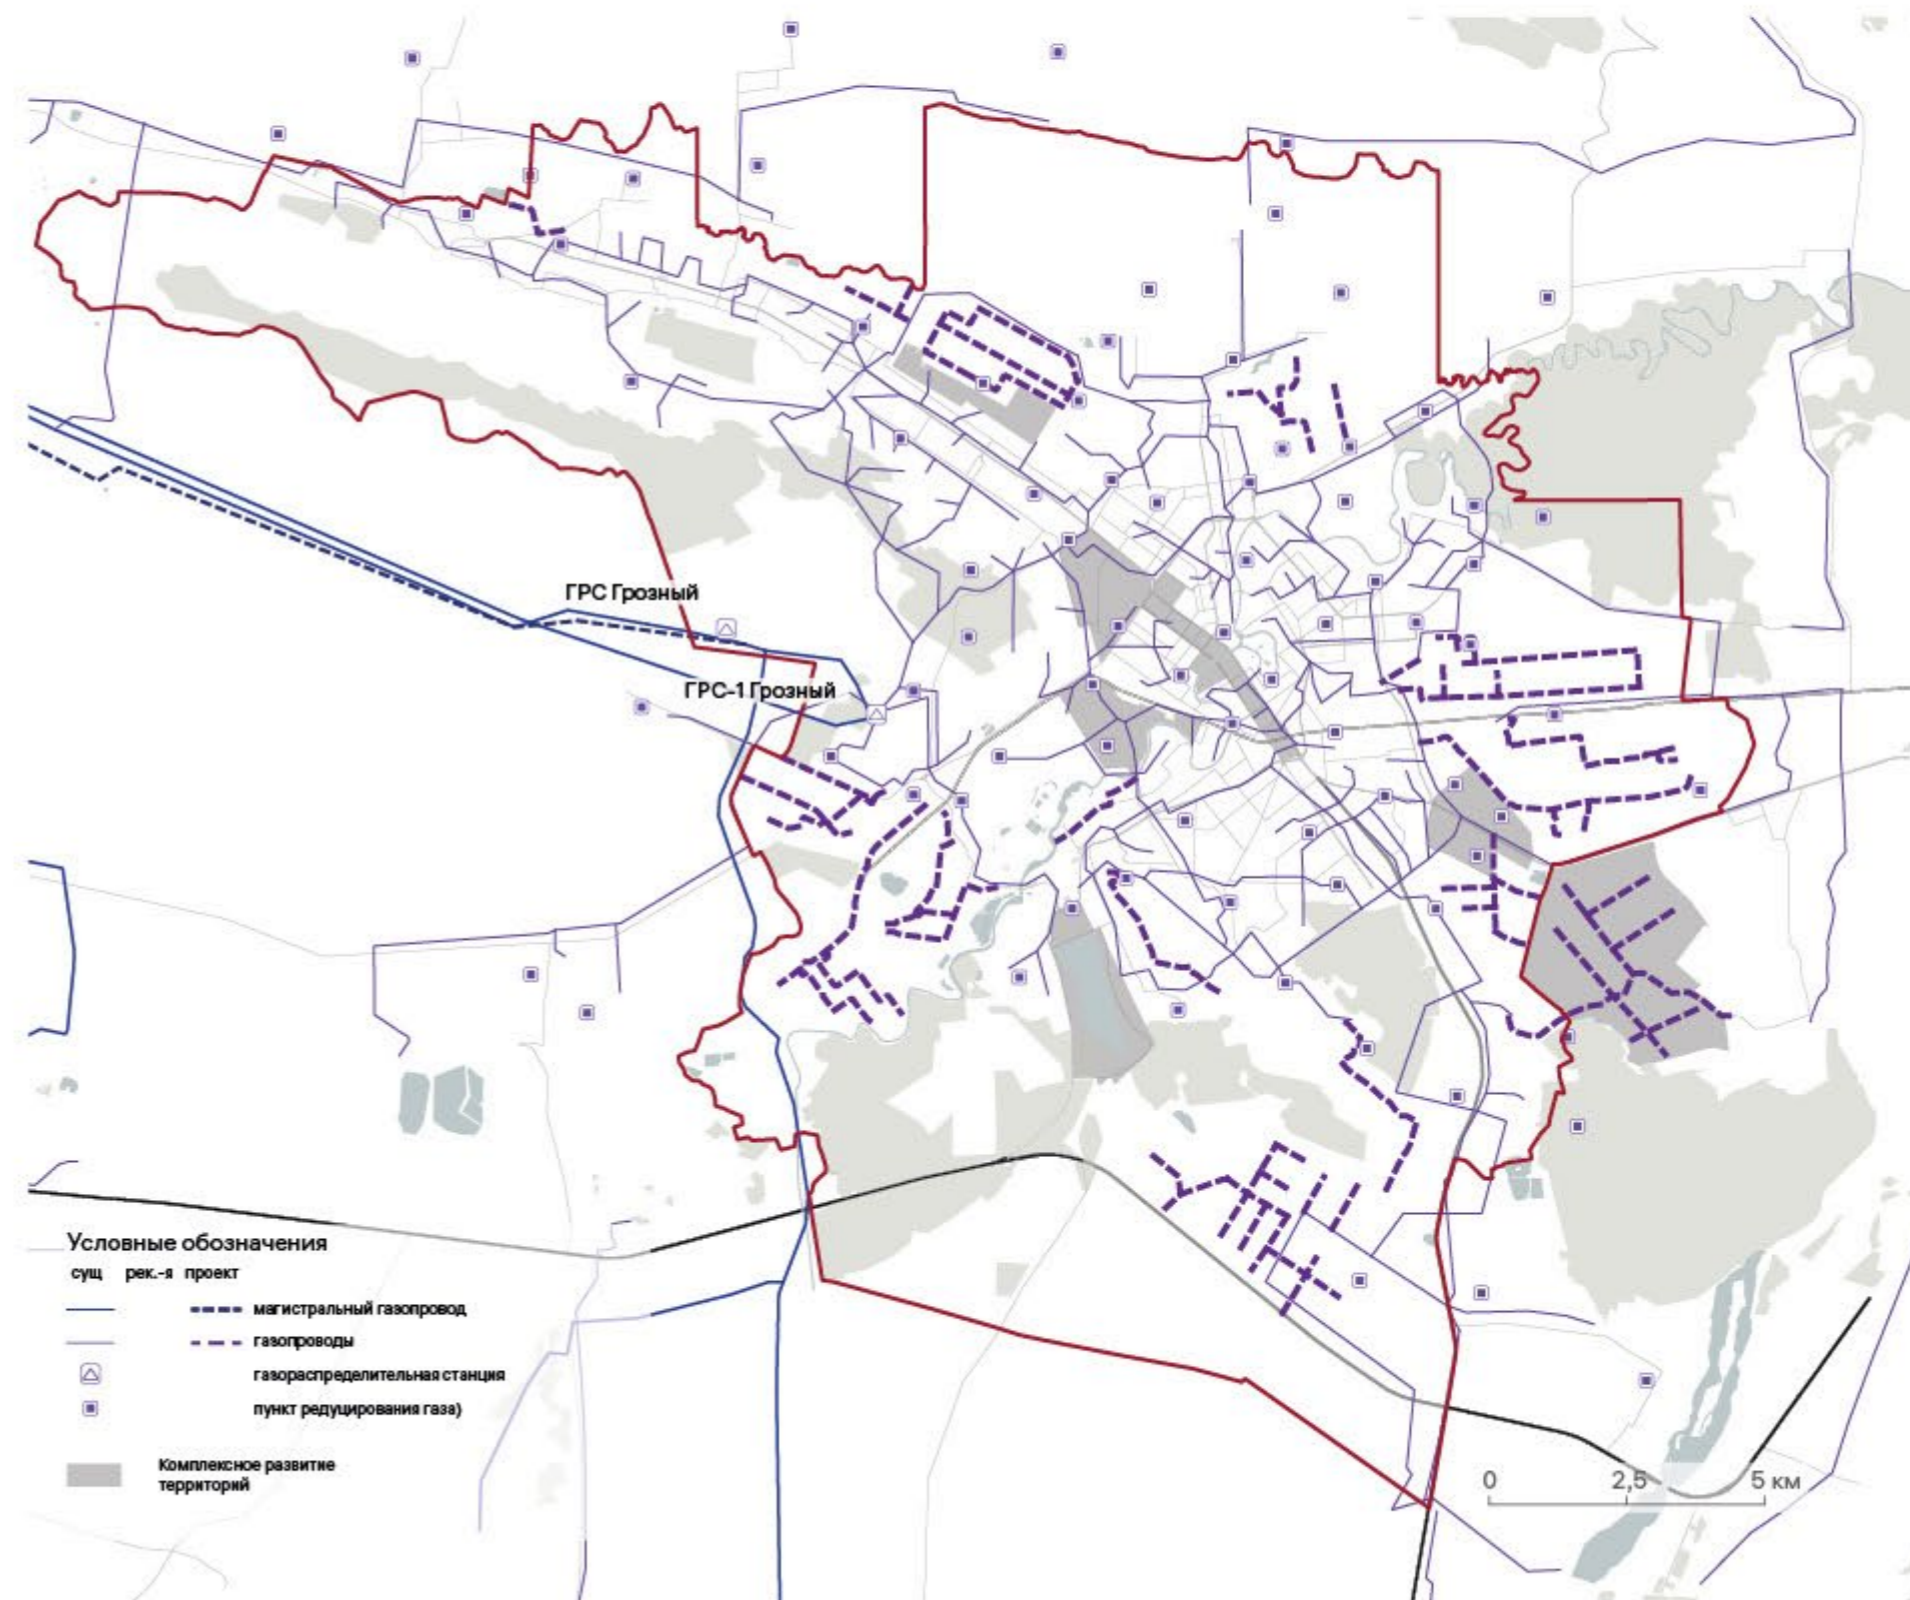 ГРС Грозный
ГРС-1 Грозный
Условные обозначения
сущ рек.-я проект
магистральный газопровод
газопроводы
газораспределительная станция
пункт редуцирования газа)
Комплексное развитие
территорий
0 2,5 5 км